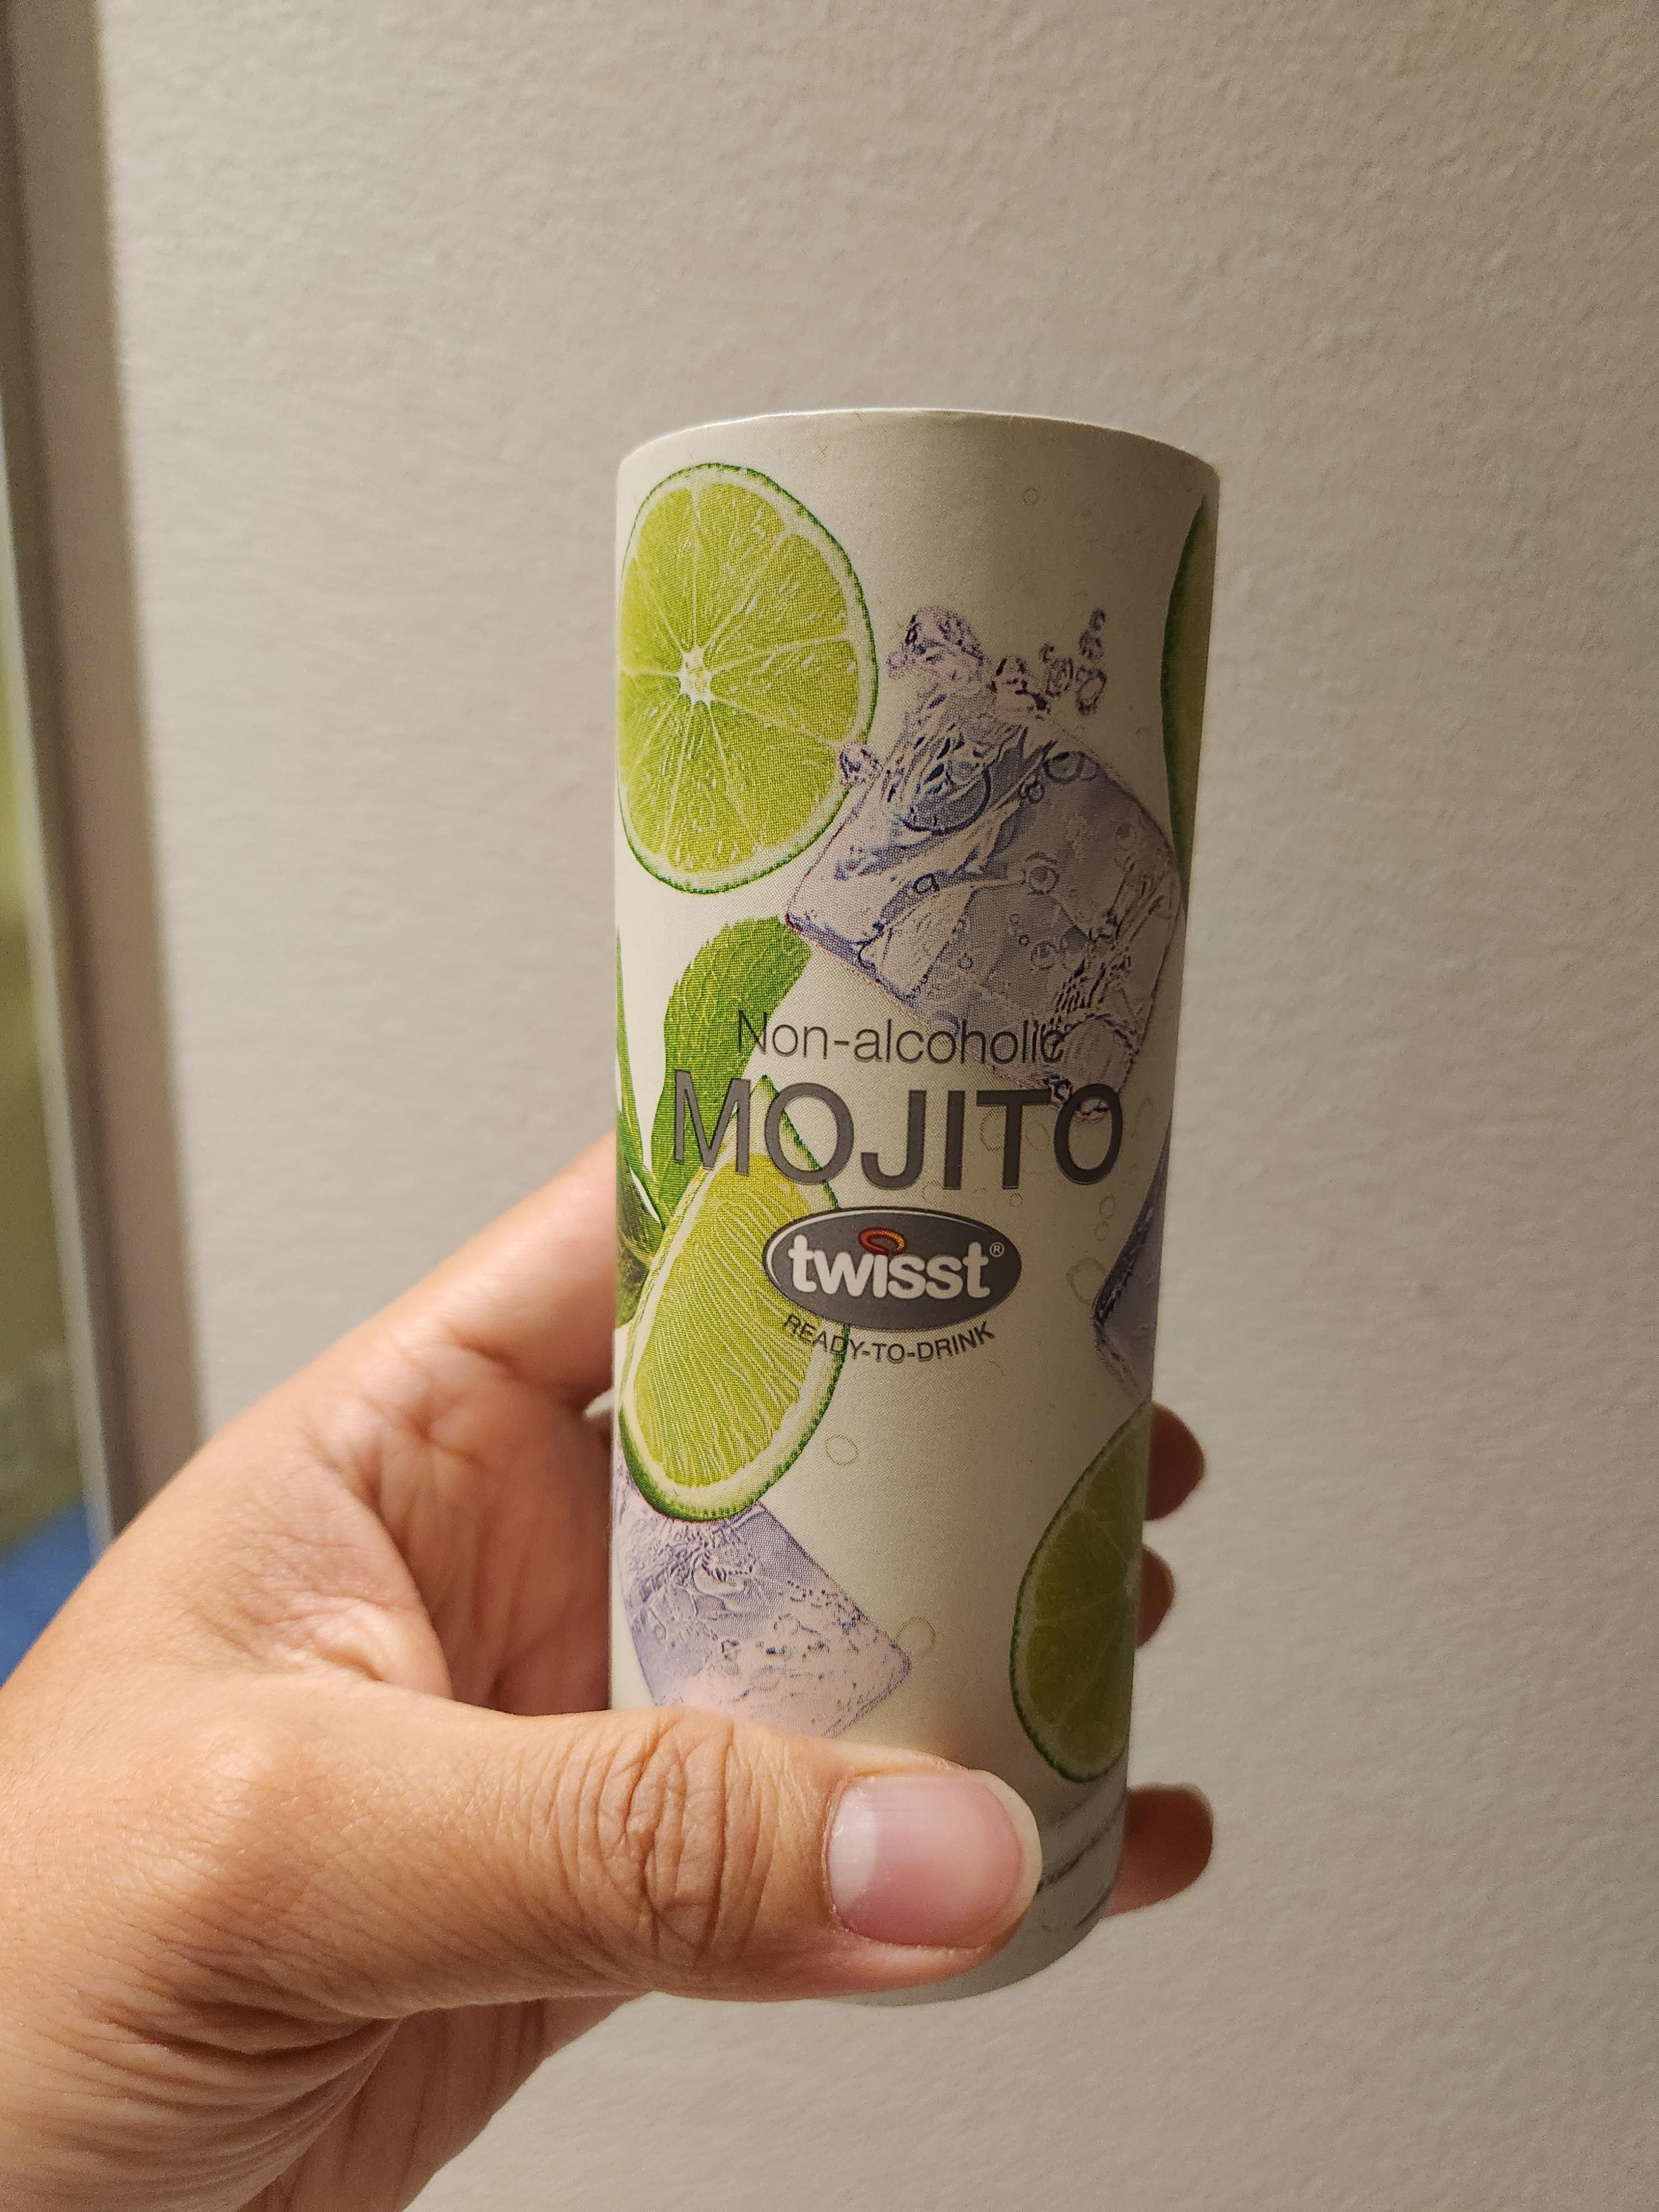 Non-alcoholic
MOJITO
twisst®
READY-TO-DRINK